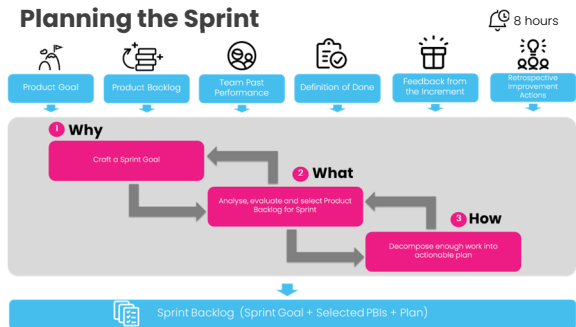 Planning the Sprint
8 hours
Product Goal
Product Backlog
Team Past
Performance
Definition of Done
Feedback from
the Increment
Retrospective
Improvement
Actions
1 Why
Craft a Sprint Goal
2 What
Analyse, evaluate and select Product
Backlog for Sprint
3 How
Decompose enough work into
actionable plan
Sprint Backlog (Sprint Goal + Selected PBIs + Plan)